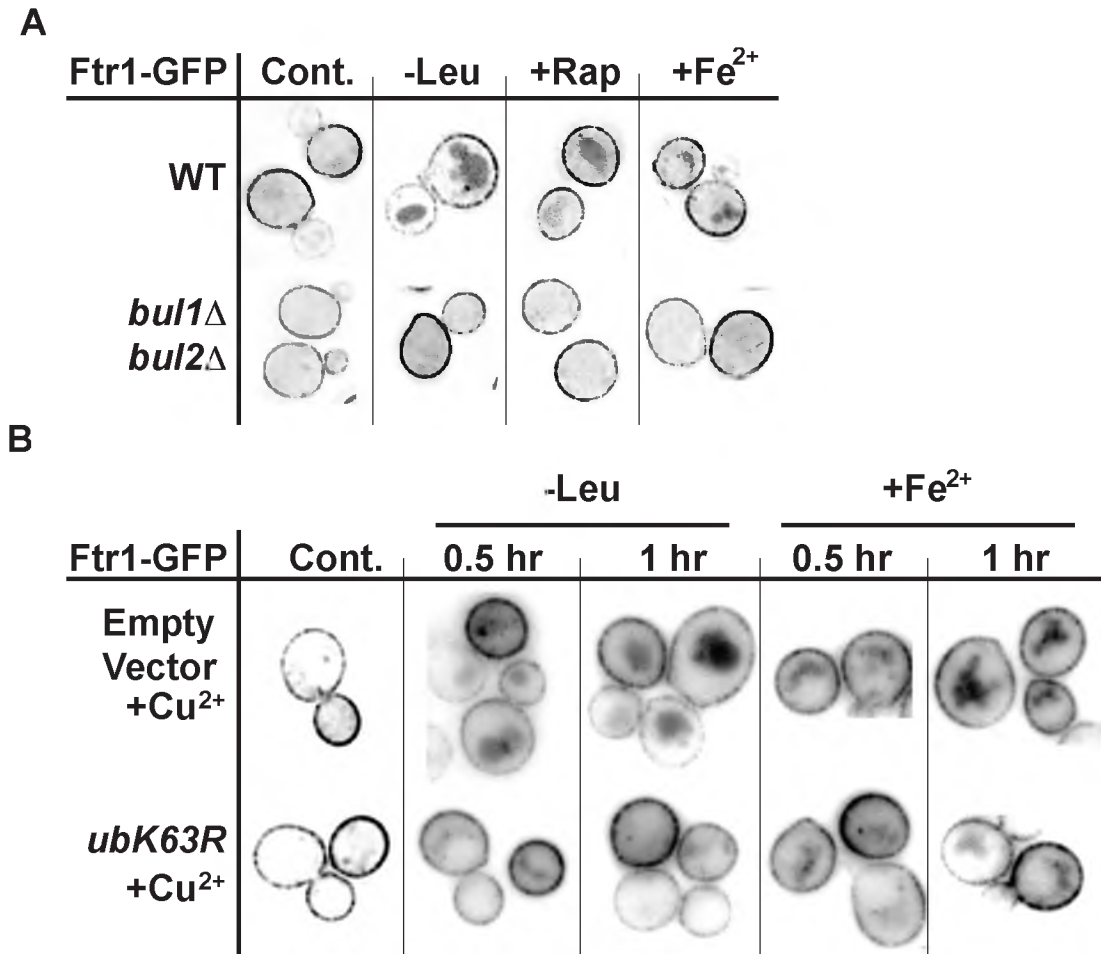 A
Ftr1-GFP Cont. -Leu +Rap +Fe²⁺
WT
bul1Δ
bul2Δ
B
-Leu +Fe²⁺
Ftr1-GFP Cont. 0.5 hr 1 hr 0.5 hr 1 hr
Empty
Vector
+Cu²⁺
ubK63R
+Cu²⁺